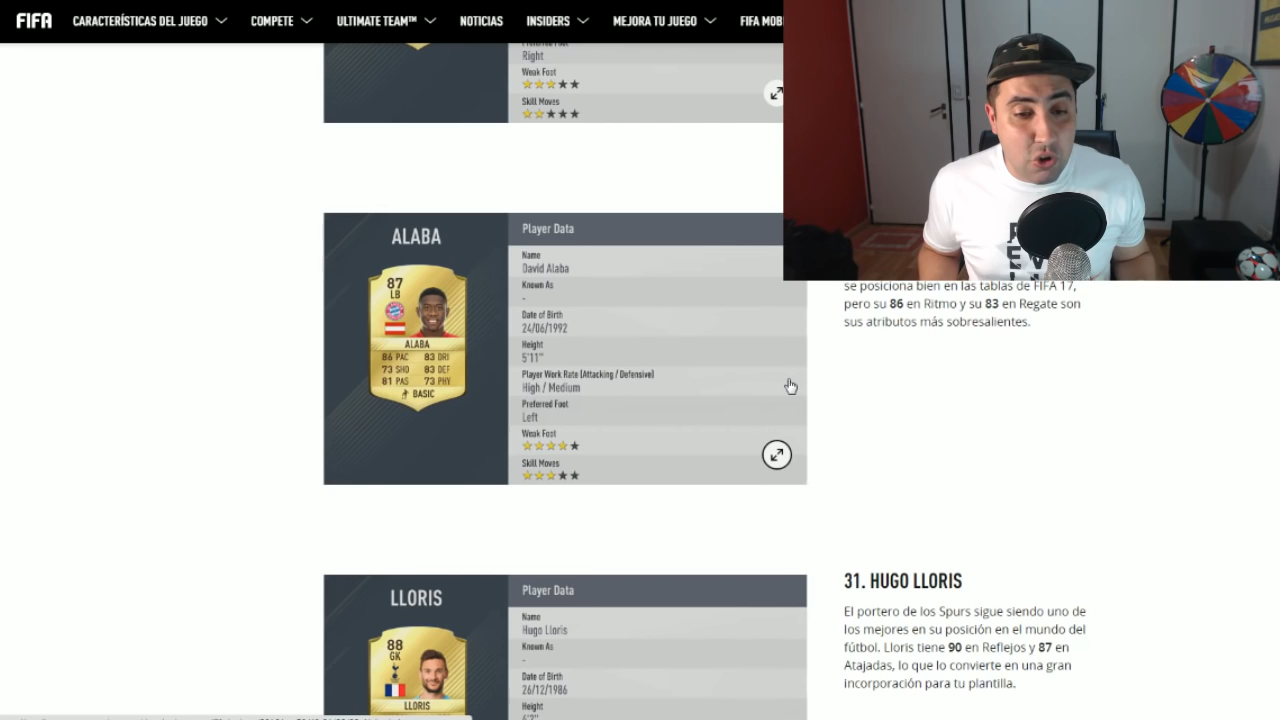 FIFA CARACTERÍSTICAS DEL JUEGO COMPETE ULTIMATE TEAM™ NOTICIAS INSIDERS MEJORA TU JUEGO FIFA MOB
Preferred Foot
Right
Weak Foot
Skill Moves
ALABA
87
LB
ALABA
86 PAC 83 DRI
73 SHO 83 DEF
81 PAS 73 PHY
BASIC
Player Data
Name
David Alaba
Known As
-
Date of Birth
24/06/1992
Height
5'11"
Player Work Rate (Attacking / Defensive)
High / Medium
Preferred Foot
Left
Weak Foot
Skill Moves
se posiciona bien en las tablas de FIFA 17,
pero su 86 en Ritmo y su 83 en Regate son
sus atributos más sobresalientes.
LLORIS
88
GK
LLORIS
Player Data
Name
Hugo Lloris
Known As
-
Date of Birth
26/12/1986
Height
31. HUGO LLORIS
El portero de los Spurs sigue siendo uno de
los mejores en su posición en el mundo del
fútbol. Lloris tiene 90 en Reflejos y 87 en
Atajadas, lo que lo convierte en una gran
incorporación para tu plantilla.